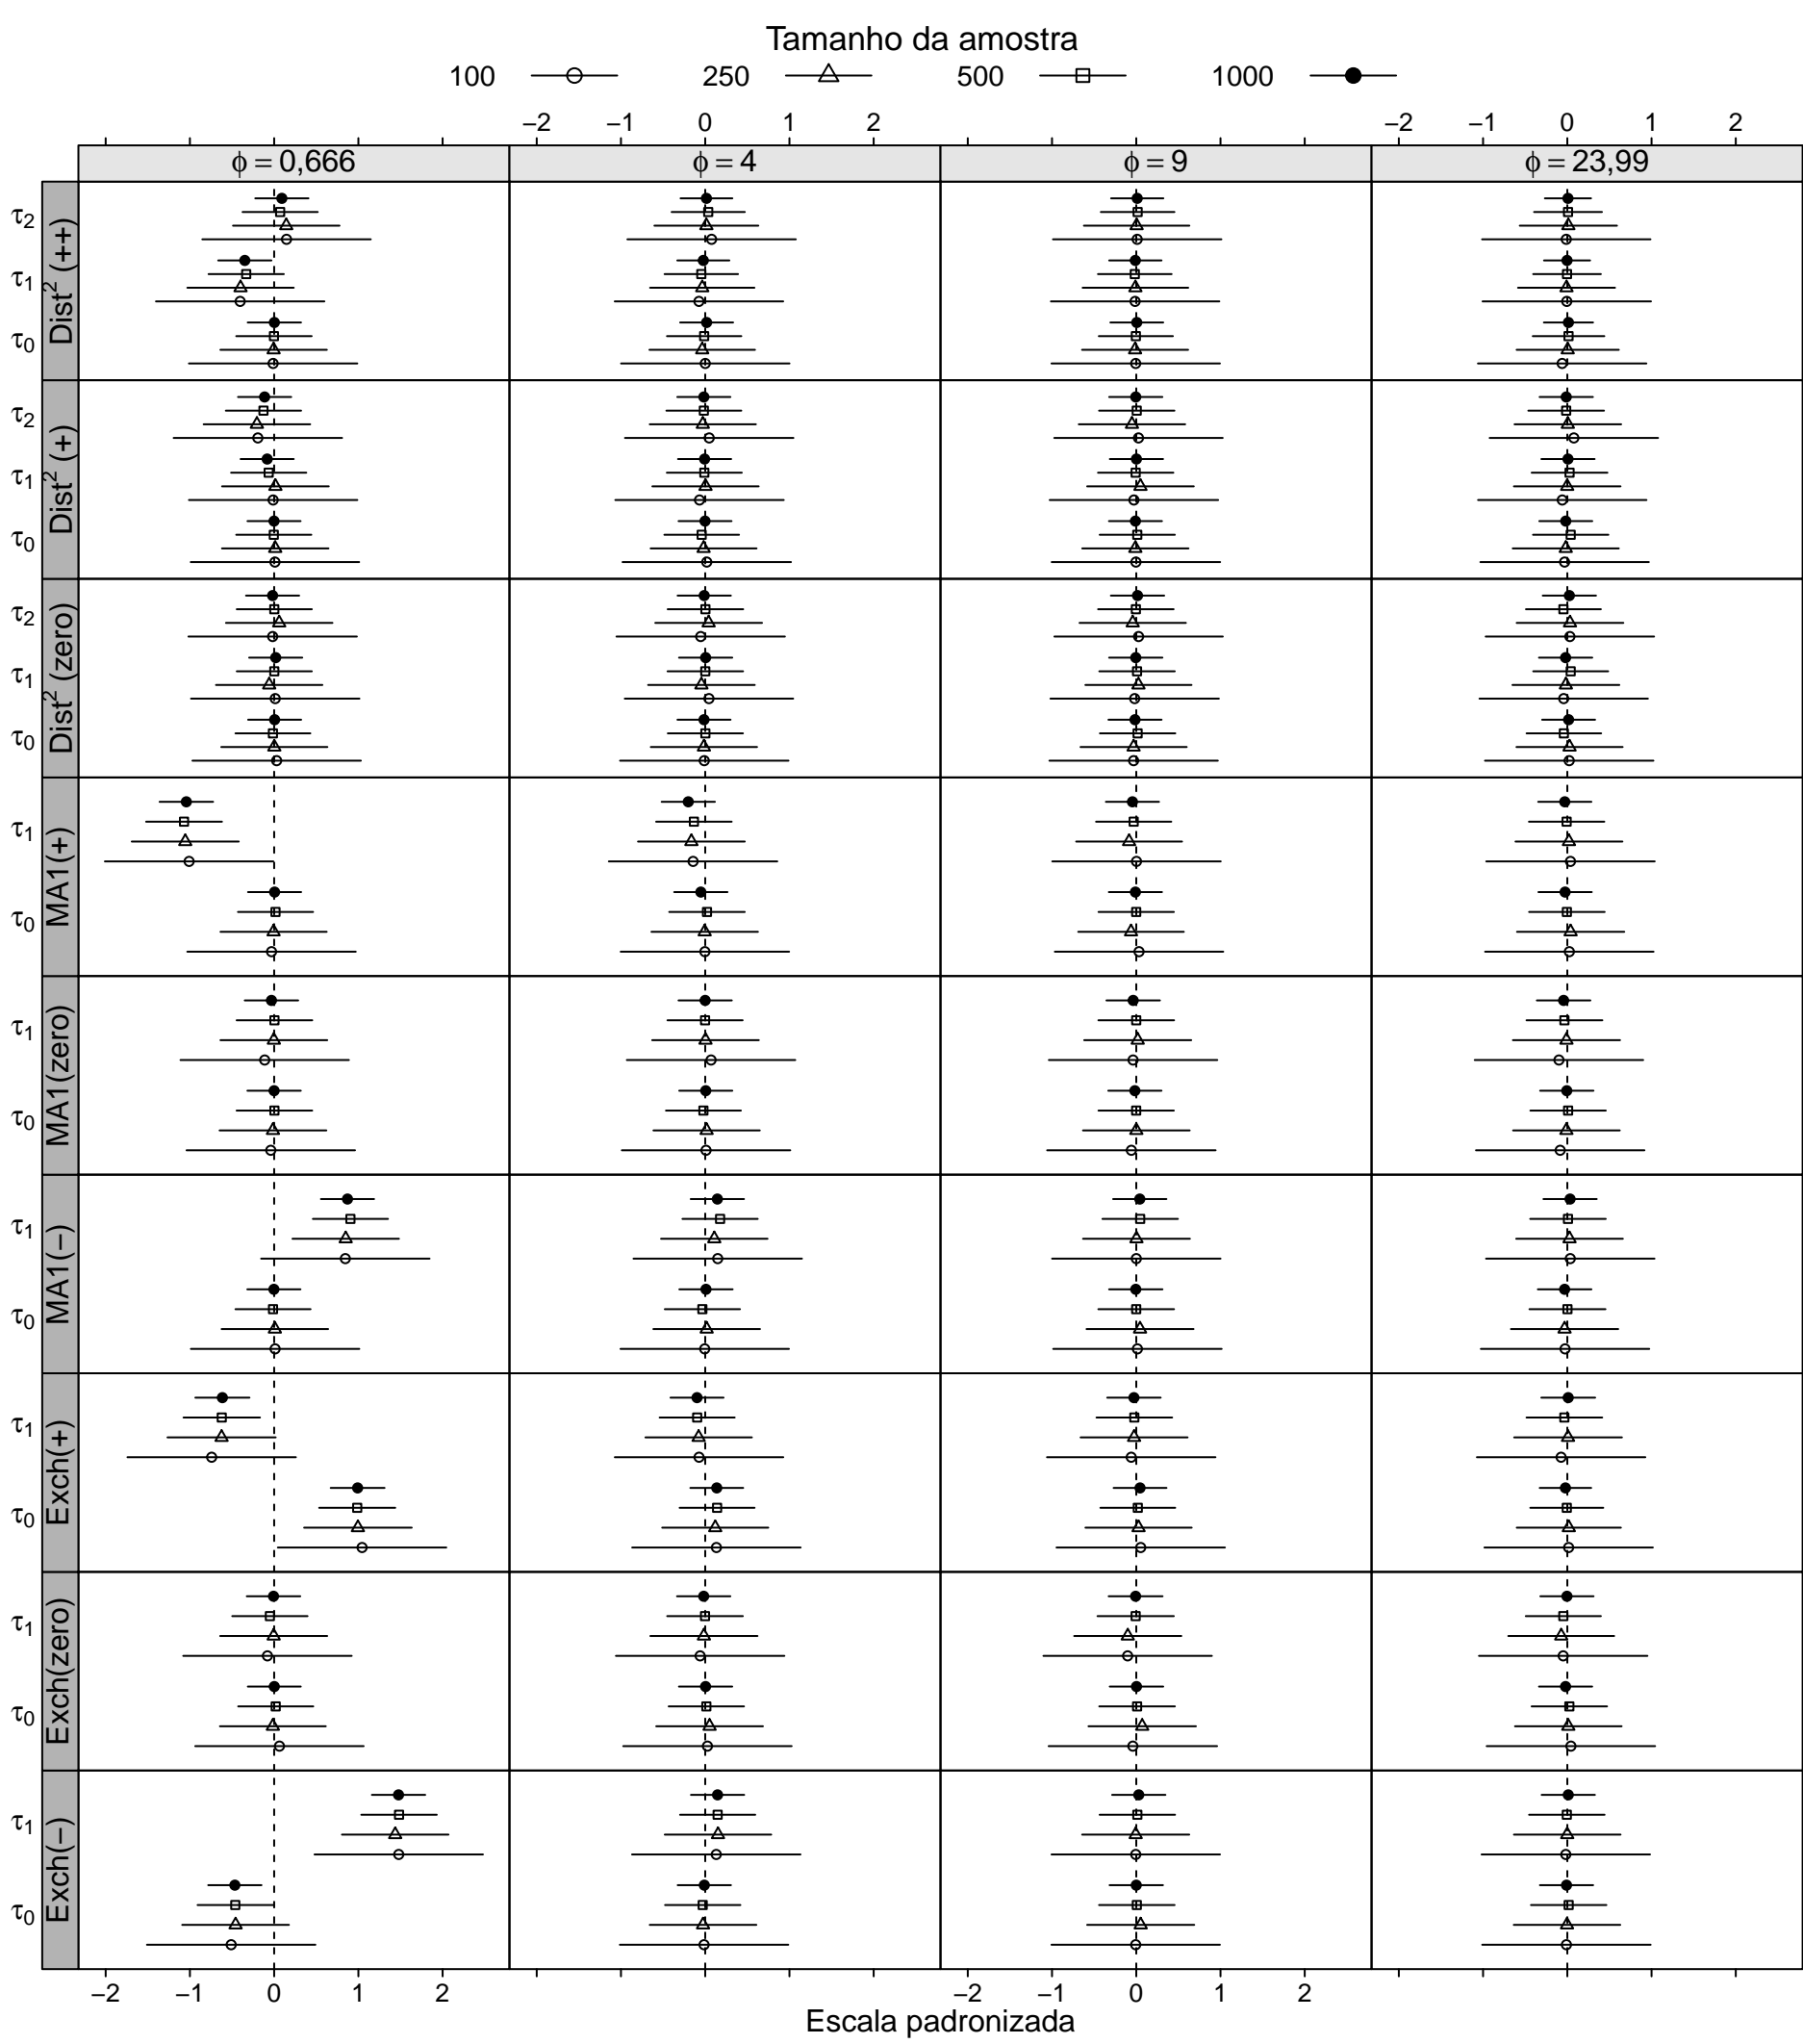 Tamanho da amostra
100 250 500 1000
−2 −1 0 1 2 −2 −1 0 1 2
ϕ = 0,666 ϕ = 4 ϕ = 9 ϕ = 23,99
Dist² (++)
τ₂
τ₁
τ₀
Dist² (+)
τ₂
τ₁
τ₀
Dist² (zero)
τ₂
τ₁
τ₀
MA1(+)
τ₁
τ₀
MA1(zero)
τ₁
τ₀
MA1(−)
τ₁
τ₀
Exch(+)
τ₁
τ₀
Exch(zero)
τ₁
τ₀
Exch(−)
τ₁
τ₀
−2 −1 0 1 2 −2 −1 0 1 2
Escala padronizada